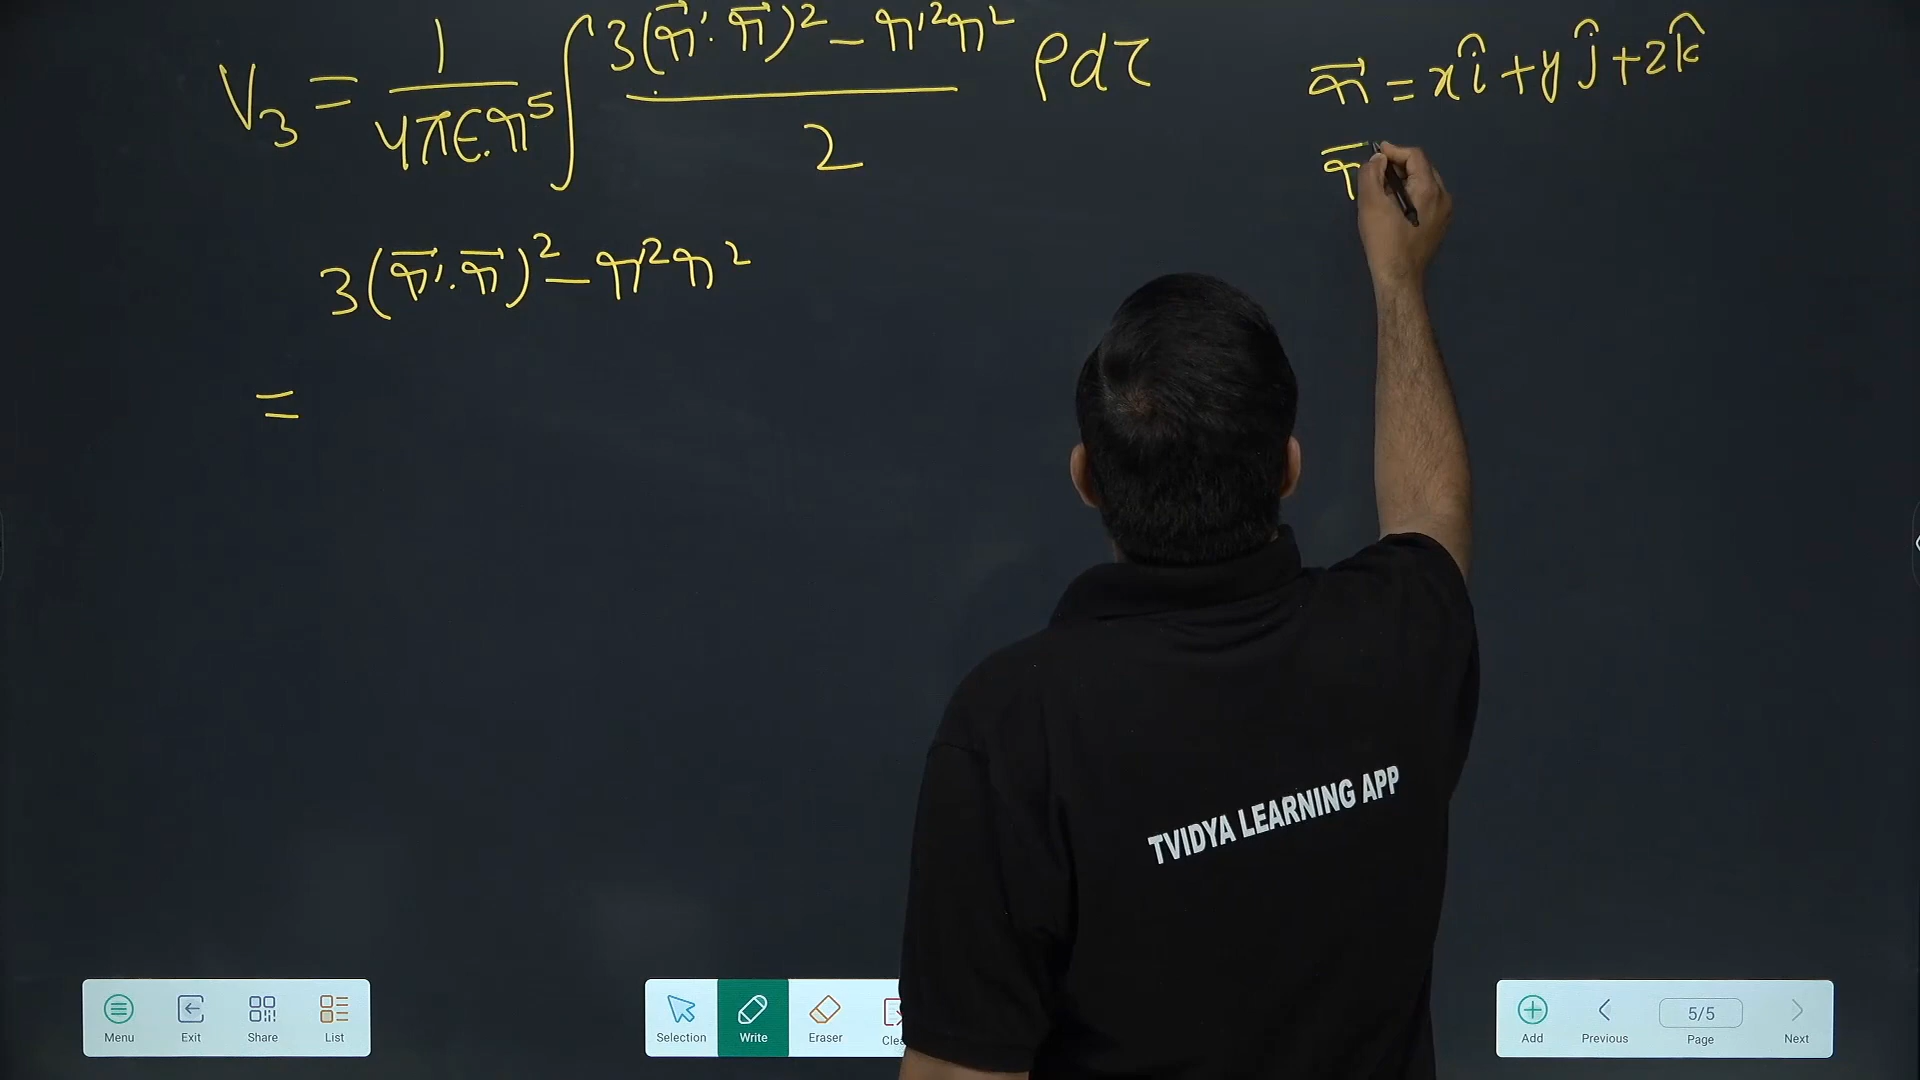 V₃ = 1/(4πε₀r⁵) ∫ (3(r⃗′·r⃗)² − r′²r²)/2 ρdτ
r⃗ = xî + yĵ + zk̂
r⃗
3(r⃗′·r⃗)² − r′²r²
=
TVIDYA LEARNING APP
Menu Exit Share List
Selection Write Eraser Clea
Add Previous 5/5 Page Next